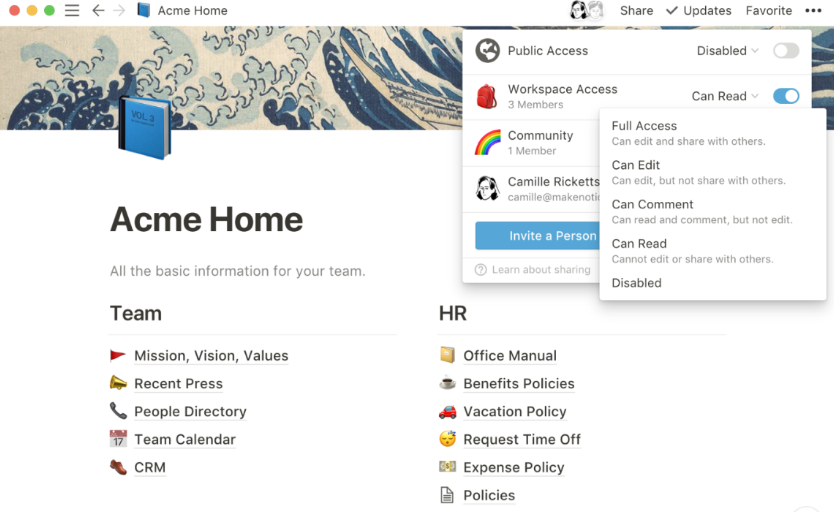 Acme Home
Share
Updates
Favorite
Public Access
Disabled
Workspace Access
3 Members
Can Read
Community
1 Member
Camille Ricketts
camille@makenotio
Invite a Person
Learn about sharing
Full Access
Can edit and share with others.
Can Edit
Can edit, but not share with others.
Can Comment
Can read and comment, but not edit.
Can Read
Cannot edit or share with others.
Disabled
VOL. 3
Acme Home
All the basic information for your team.
Team
Mission, Vision, Values
Recent Press
People Directory
17
Team Calendar
CRM
HR
Office Manual
Benefits Policies
Vacation Policy
Request Time Off
Expense Policy
Policies